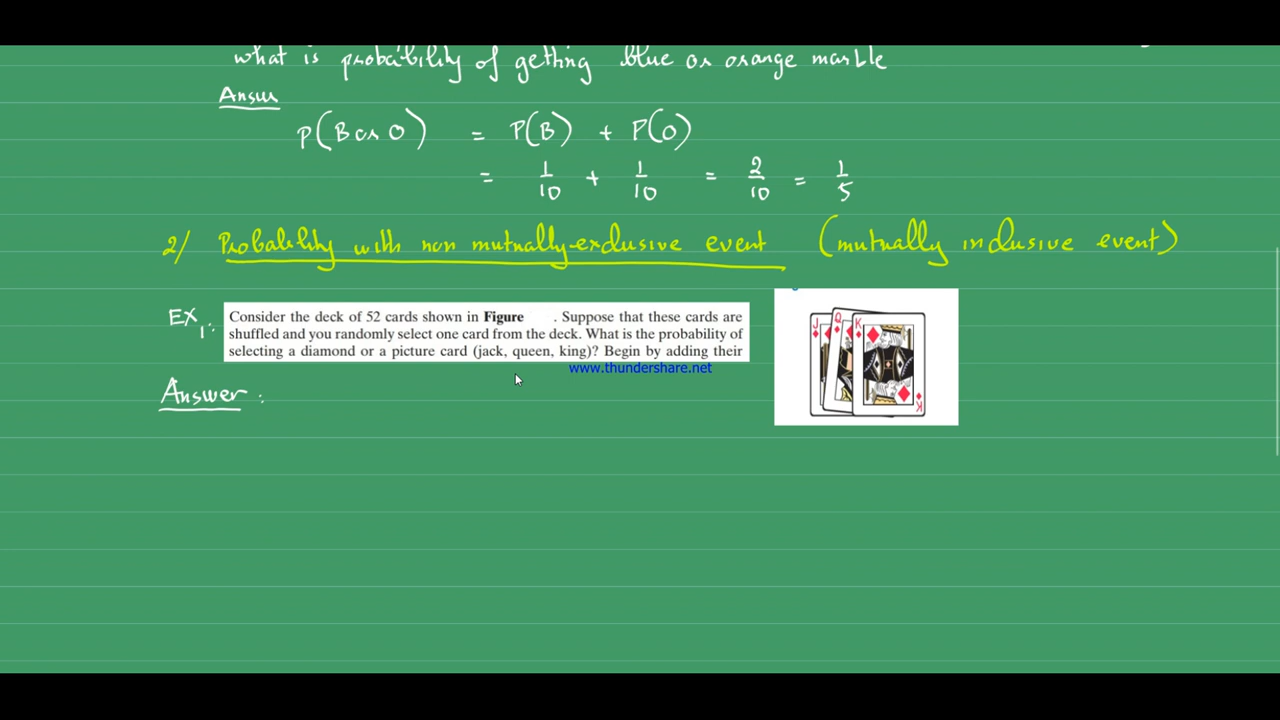 what is probability of getting blue or orange marble
Answr
P(B or O) = P(B) + P(O)
= 1/10 + 1/10 = 2/10 = 1/5
2/ Probability with non mutually-exclusive event (mutually inclusive event)
EX 1: Consider the deck of 52 cards shown in Figure . Suppose that these cards are
shuffled and you randomly select one card from the deck. What is the probability of
selecting a diamond or a picture card (jack, queen, king)? Begin by adding their
www.thundershare.net
Answer :
J Q K
K